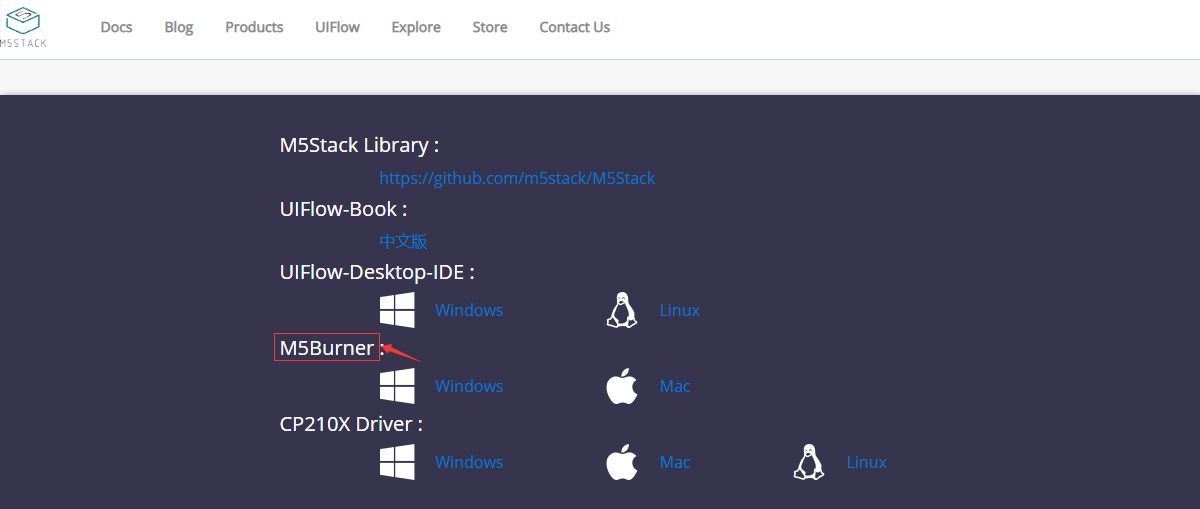 M5STACK
Docs Blog Products UIFlow Explore Store Contact Us
M5Stack Library :
https://github.com/m5stack/M5Stack
UIFlow-Book :
中文版
UIFlow-Desktop-IDE :
Windows Linux
M5Burner :
Windows Mac
CP210X Driver :
Windows Mac Linux